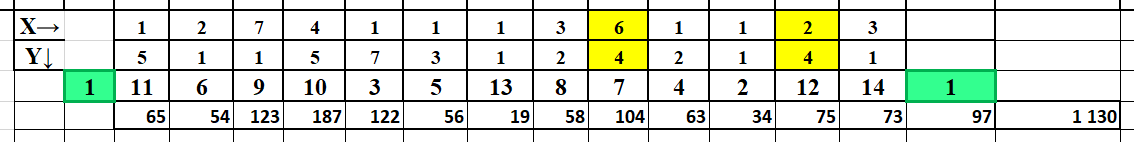 X→ 1 2 7 4 1 1 1 3 6 1 1 2 3
Y↓ 5 1 1 5 7 3 1 2 4 2 1 4 1
1 11 6 9 10 3 5 13 8 7 4 2 12 14 1
65 54 123 187 122 56 19 58 104 63 34 75 73 97 1 130